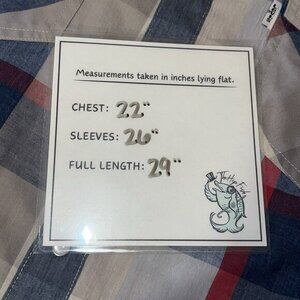 Measurements taken in inches lying flat.
CHEST: 22"
SLEEVES: 26"
FULL LENGTH: 29"